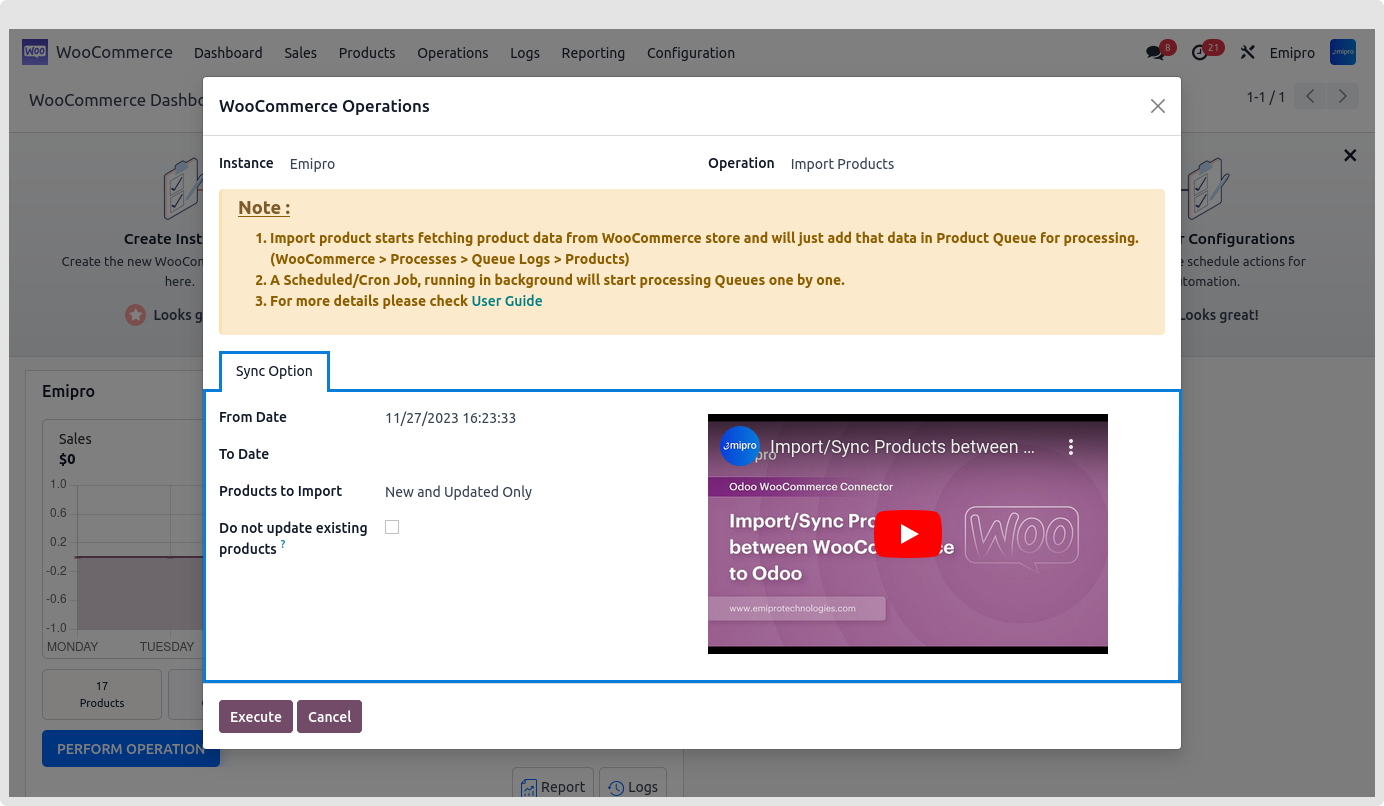 WOO WooCommerce Dashboard Sales Products Operations Logs Reporting Configuration 8 21 Emipro emipro
WooCommerce Dashbo 1-1 / 1
WooCommerce Operations
Instance Emipro Operation Import Products
Note :
1. Import product starts fetching product data from WooCommerce store and will just add that data in Product Queue for processing.
(WooCommerce > Processes > Queue Logs > Products)
2. A Scheduled/Cron Job, running in background will start processing Queues one by one.
3. For more details please check User Guide
Create Inst
Create the new WooCom
here.
Looks g
r Configurations
e schedule actions for
utomation.
Looks great!
Sync Option
From Date 11/27/2023 16:23:33
To Date
Products to Import New and Updated Only
Do not update existing
products ?
emipro Import/Sync Products between ...
pro
Odoo WooCommerce Connector
Import/Sync Pro
between WooC e
to Odoo
Woo
www.emiprotechnologies.com
Execute Cancel
Emipro
Sales
$0
1.0
0.6
0.2
-0.2
-0.6
-1.0
MONDAY TUESDAY
17
Products
PERFORM OPERATION
Report Logs